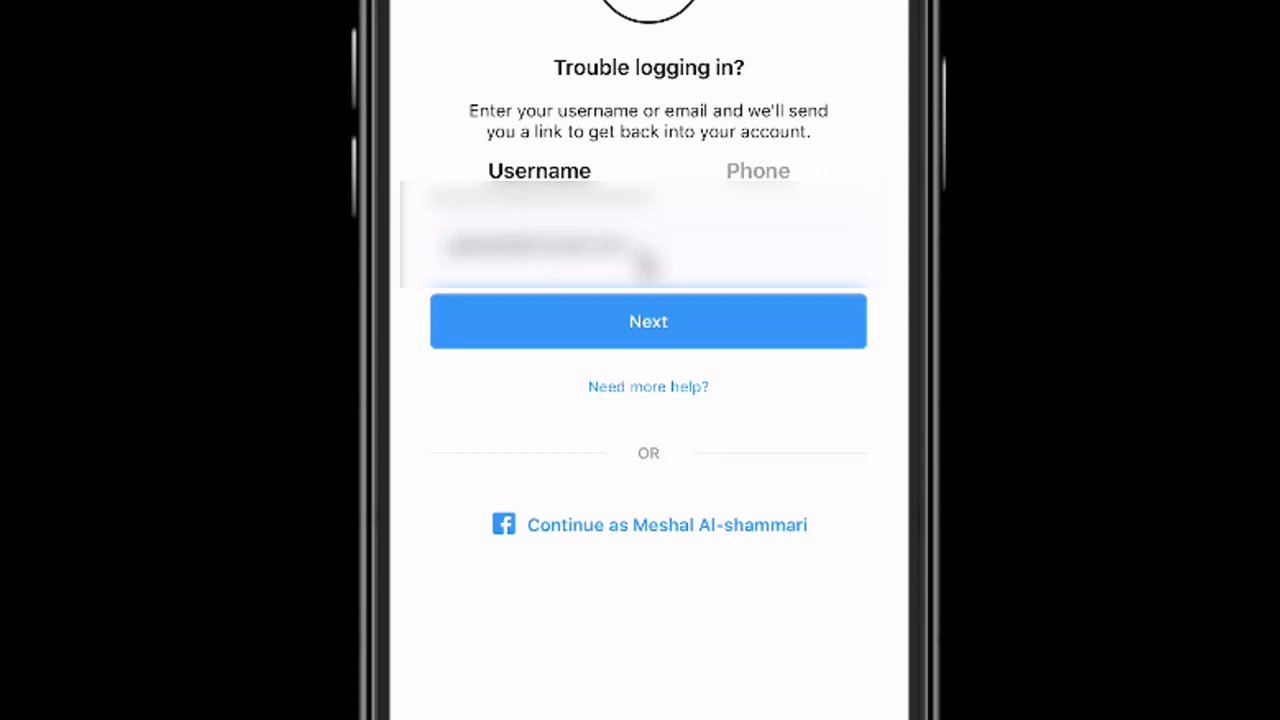 Trouble logging in?
Enter your username or email and we'll send
you a link to get back into your account.
Username Phone
Next
Need more help?
OR
Continue as Meshal Al-shammari